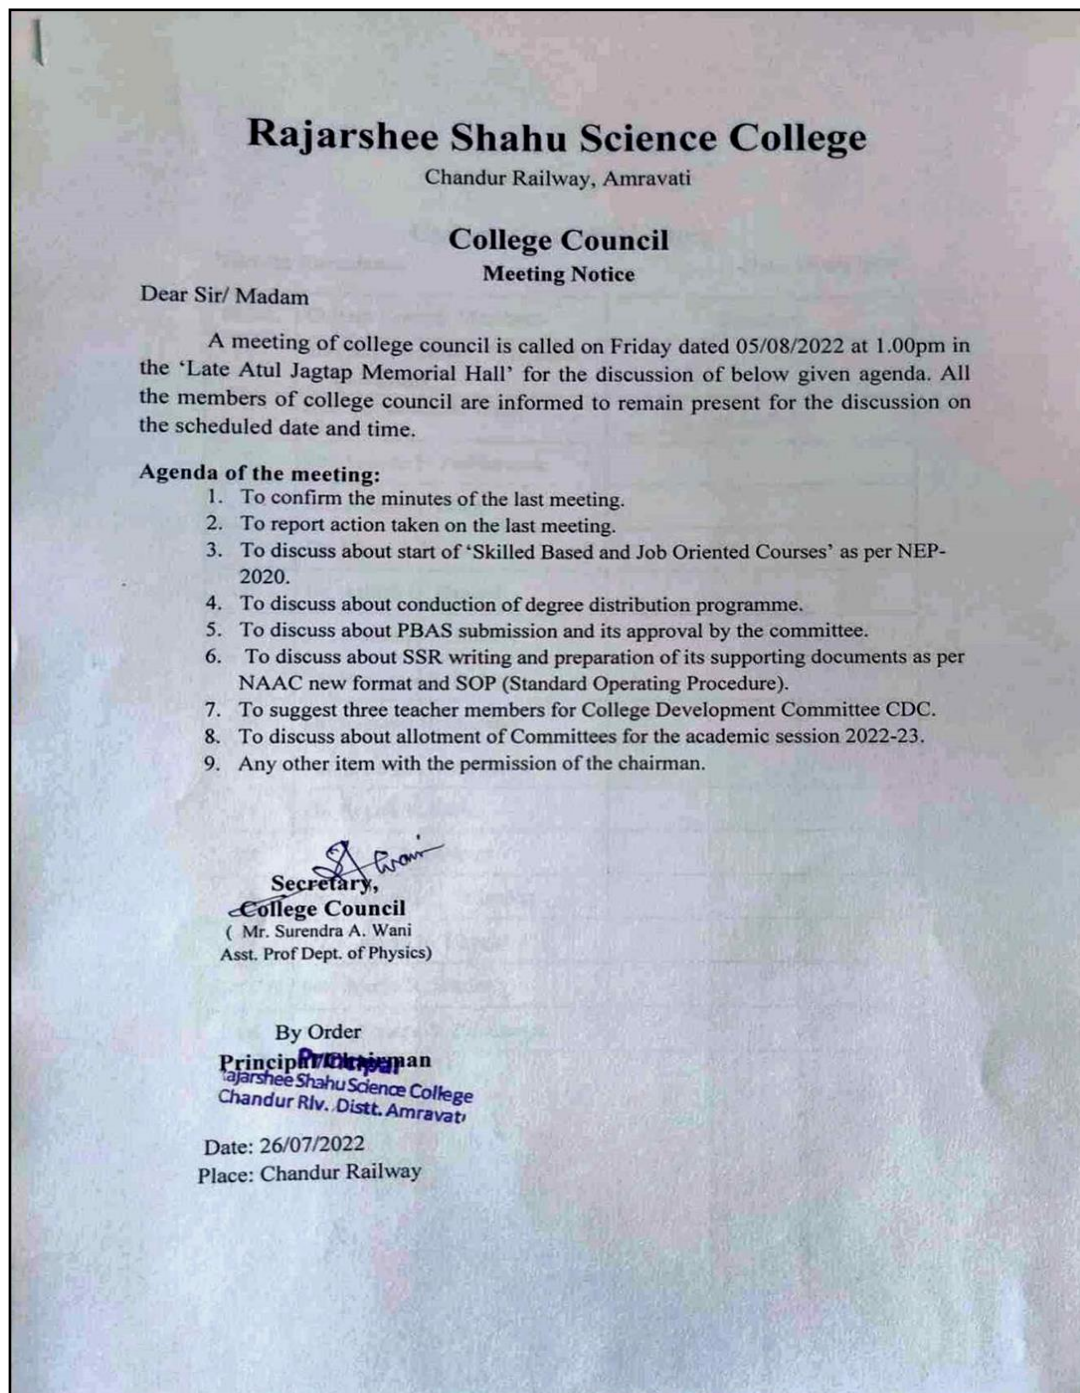 Rajarshee Shahu Science College
Chandur Railway, Amravati
College Council
Meeting Notice
Dear Sir/ Madam
A meeting of college council is called on Friday dated 05/08/2022 at 1.00pm in
the ‘Late Atul Jagtap Memorial Hall’ for the discussion of below given agenda. All
the members of college council are informed to remain present for the discussion on
the scheduled date and time.
Agenda of the meeting:
1. To confirm the minutes of the last meeting.
2. To report action taken on the last meeting.
3. To discuss about start of ‘Skilled Based and Job Oriented Courses’ as per NEP-
2020.
4. To discuss about conduction of degree distribution programme.
5. To discuss about PBAS submission and its approval by the committee.
6. To discuss about SSR writing and preparation of its supporting documents as per
NAAC new format and SOP (Standard Operating Procedure).
7. To suggest three teacher members for College Development Committee CDC.
8. To discuss about allotment of Committees for the academic session 2022-23.
9. Any other item with the permission of the chairman.
Secretary,
College Council
( Mr. Surendra A. Wani
Asst. Prof Dept. of Physics)
By Order
Principal
Rajarshee Shahu Science College
Chandur Rlv. Distt. Amravati
Date: 26/07/2022
Place: Chandur Railway